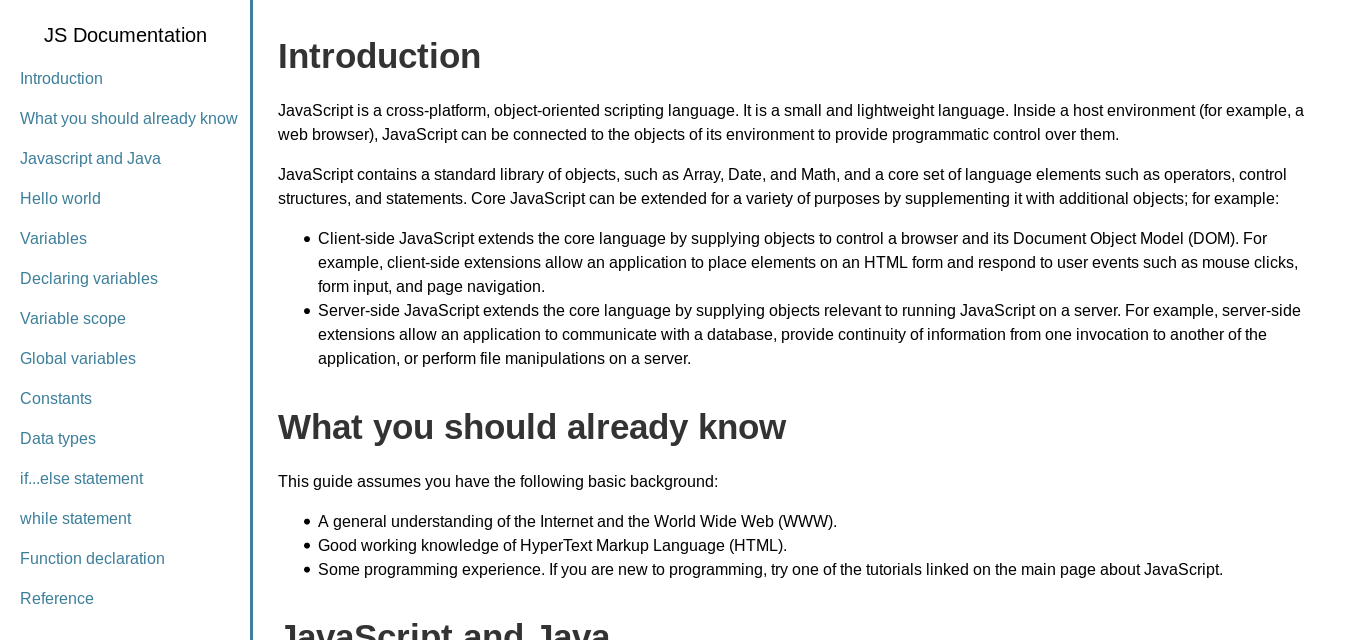 JS Documentation
Introduction
What you should already know
Javascript and Java
Hello world
Variables
Declaring variables
Variable scope
Global variables
Constants
Data types
if...else statement
while statement
Function declaration
Reference
Introduction
JavaScript is a cross-platform, object-oriented scripting language. It is a small and lightweight language. Inside a host environment (for example, a
web browser), JavaScript can be connected to the objects of its environment to provide programmatic control over them.
JavaScript contains a standard library of objects, such as Array, Date, and Math, and a core set of language elements such as operators, control
structures, and statements. Core JavaScript can be extended for a variety of purposes by supplementing it with additional objects; for example:
• Client-side JavaScript extends the core language by supplying objects to control a browser and its Document Object Model (DOM). For
example, client-side extensions allow an application to place elements on an HTML form and respond to user events such as mouse clicks,
form input, and page navigation.
• Server-side JavaScript extends the core language by supplying objects relevant to running JavaScript on a server. For example, server-side
extensions allow an application to communicate with a database, provide continuity of information from one invocation to another of the
application, or perform file manipulations on a server.
What you should already know
This guide assumes you have the following basic background:
• A general understanding of the Internet and the World Wide Web (WWW).
• Good working knowledge of HyperText Markup Language (HTML).
• Some programming experience. If you are new to programming, try one of the tutorials linked on the main page about JavaScript.
JavaScript and Java